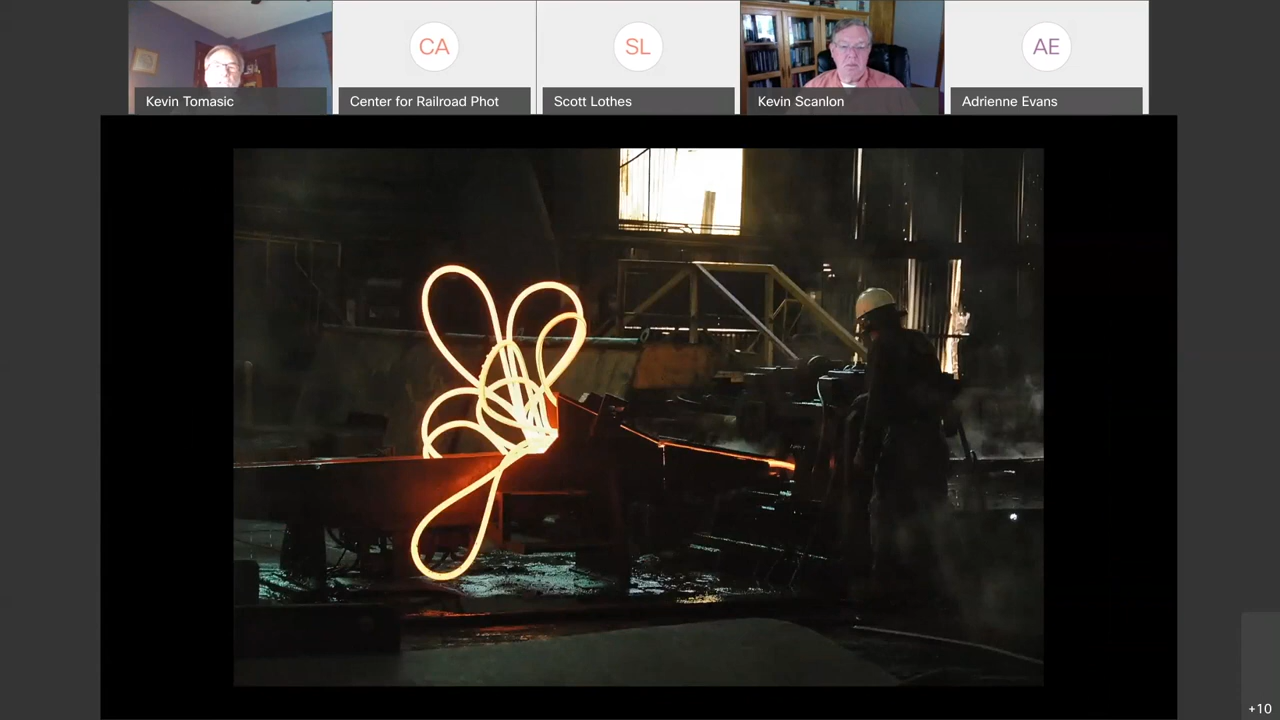 CA
SL
AE
Kevin Tomasic
Center for Railroad Phot
Scott Lothes
Kevin Scanlon
Adrienne Evans
+10